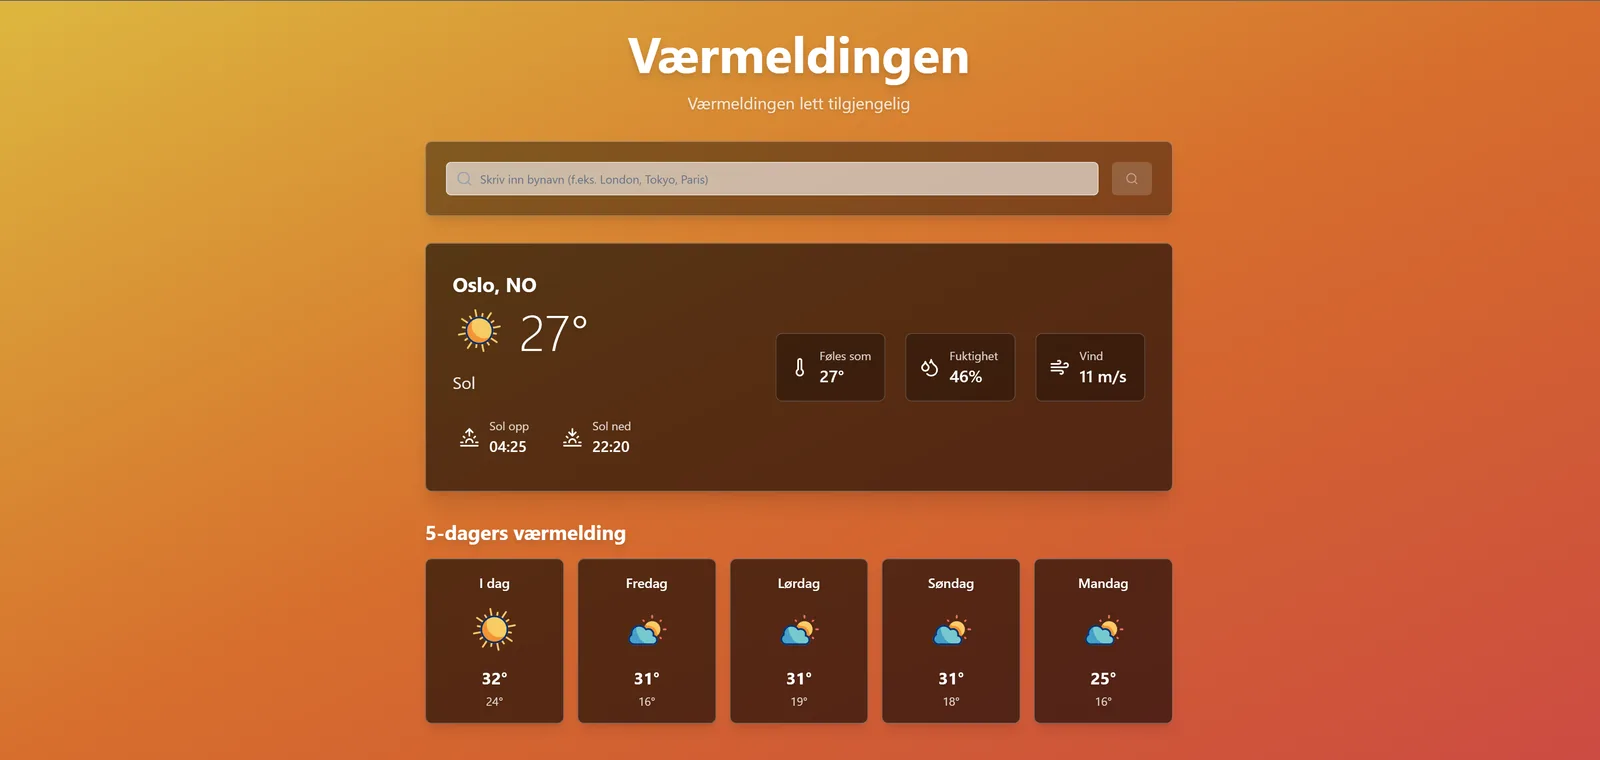 Værmeldingen
Værmeldingen lett tilgjengelig
Skriv inn bynavn (f.eks. London, Tokyo, Paris)
Oslo, NO
27°
Sol
Sol opp
04:25
Sol ned
22:20
Føles som
27°
Fuktighet
46%
Vind
11 m/s
5-dagers værmelding
I dag
32°
24°
Fredag
31°
16°
Lørdag
31°
19°
Søndag
31°
18°
Mandag
25°
16°